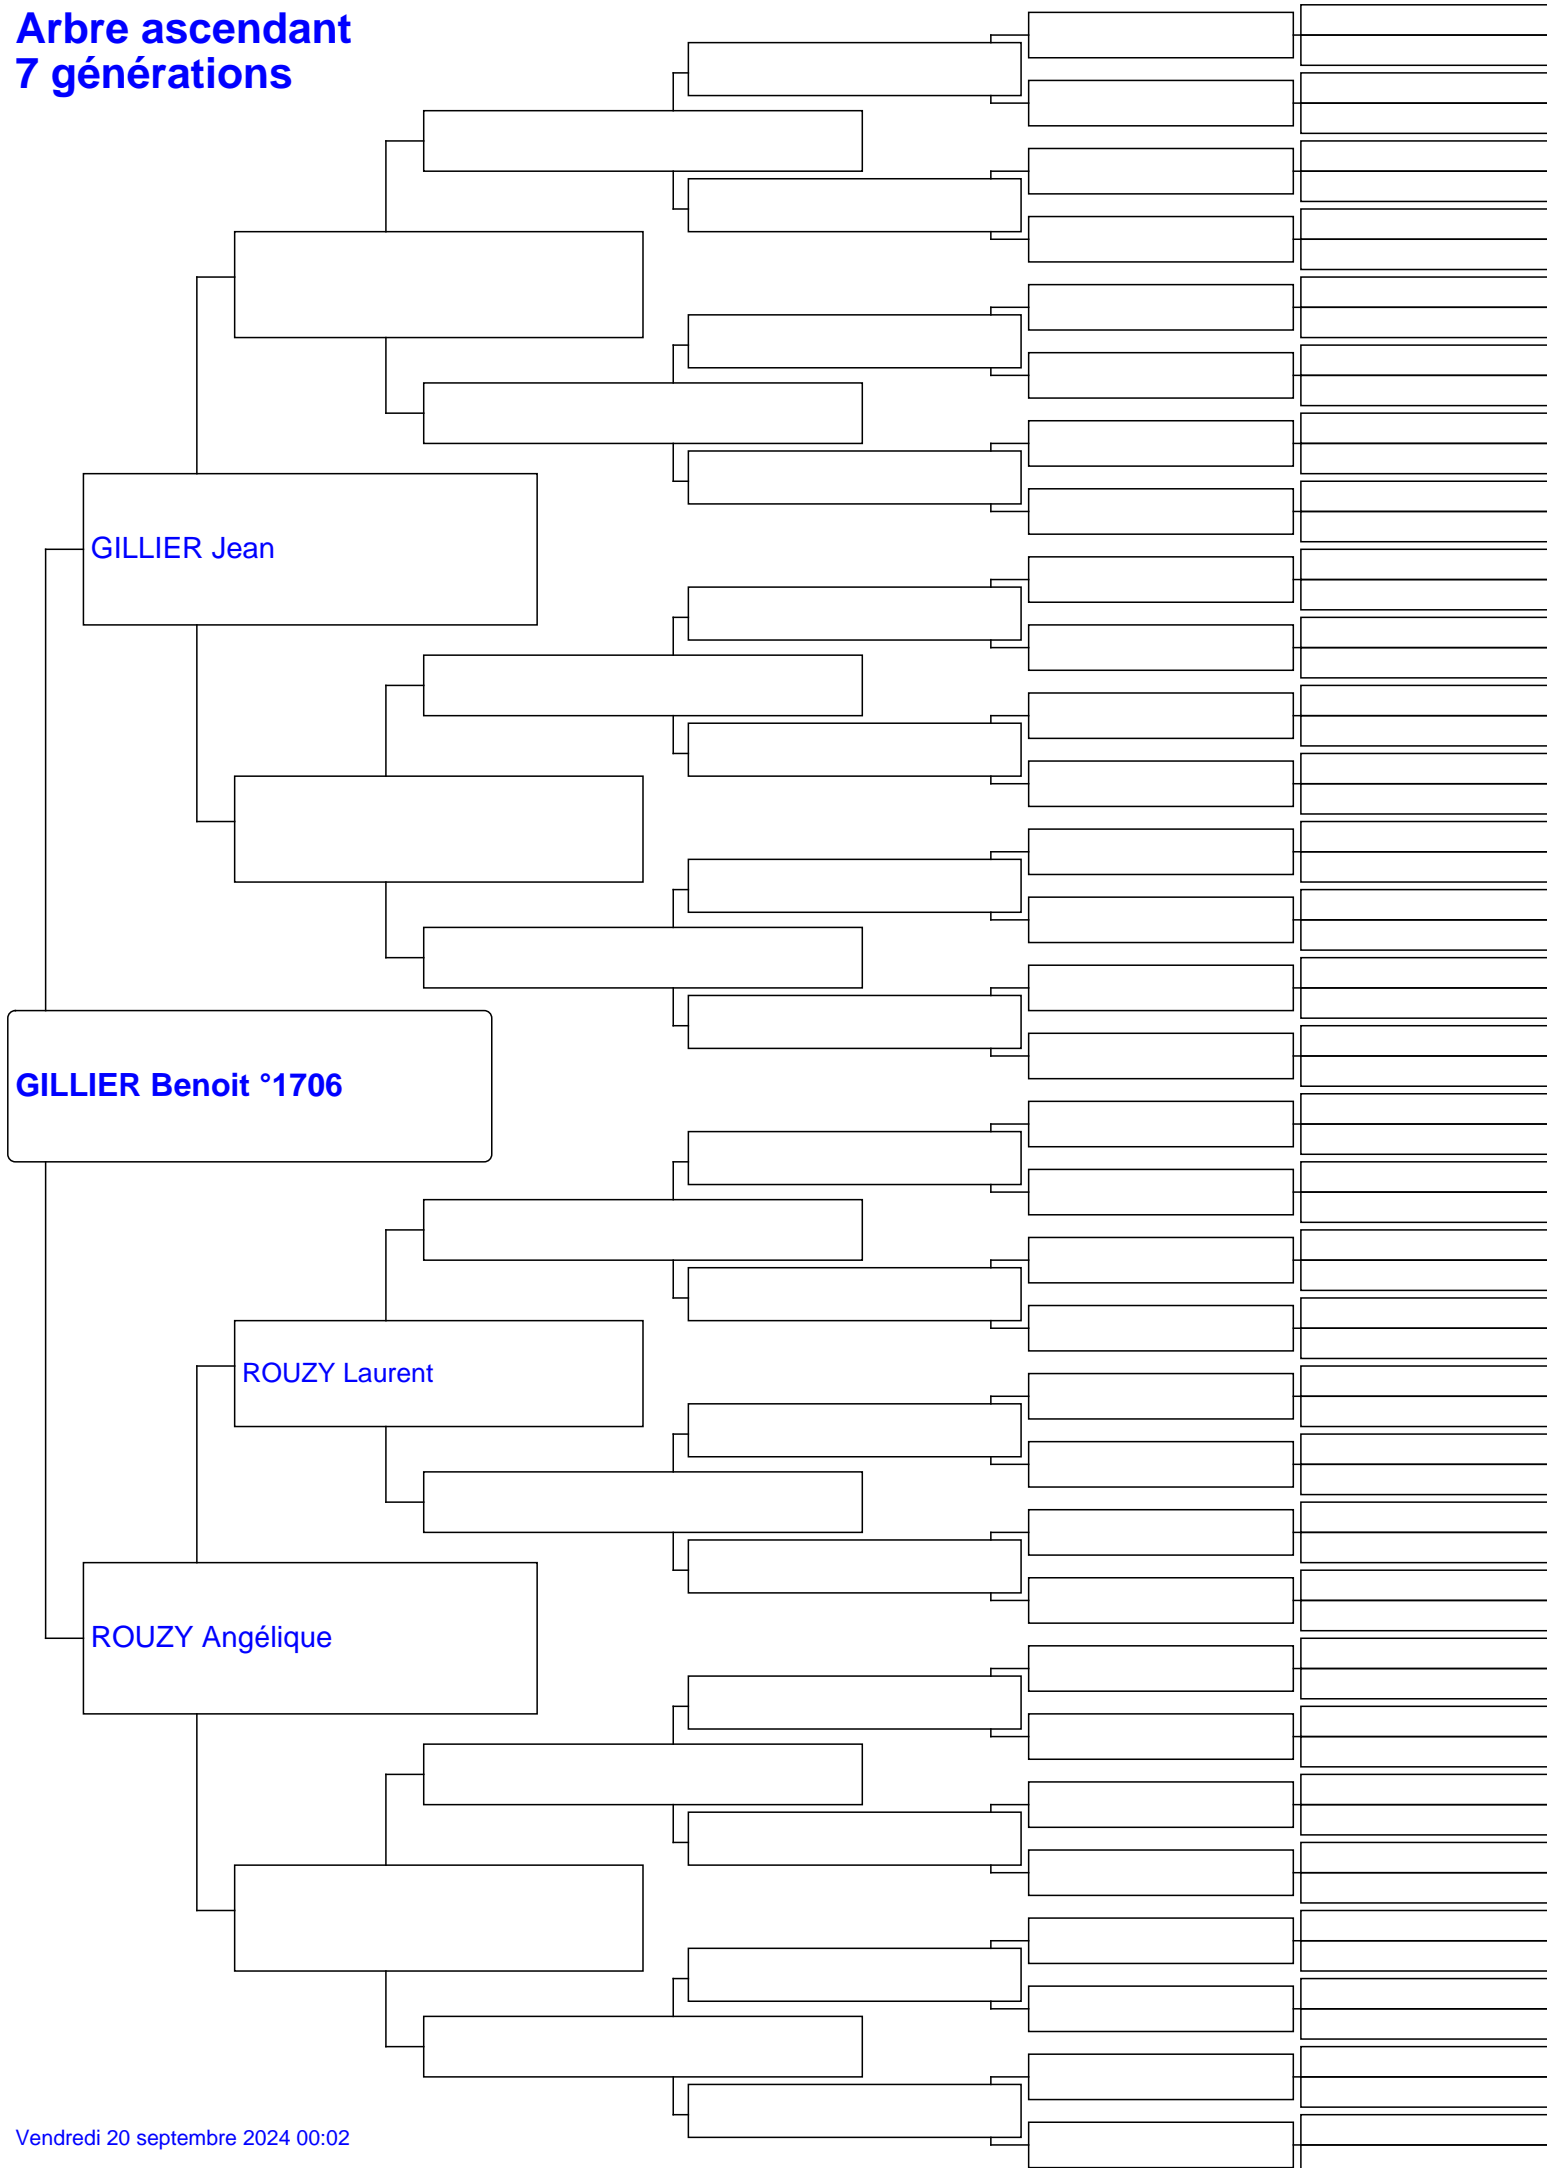 Arbre ascendant
7 générations
GILLIER Jean
GILLIER Benoit °1706
ROUZY Laurent
ROUZY Angélique
Vendredi 20 septembre 2024 00:02